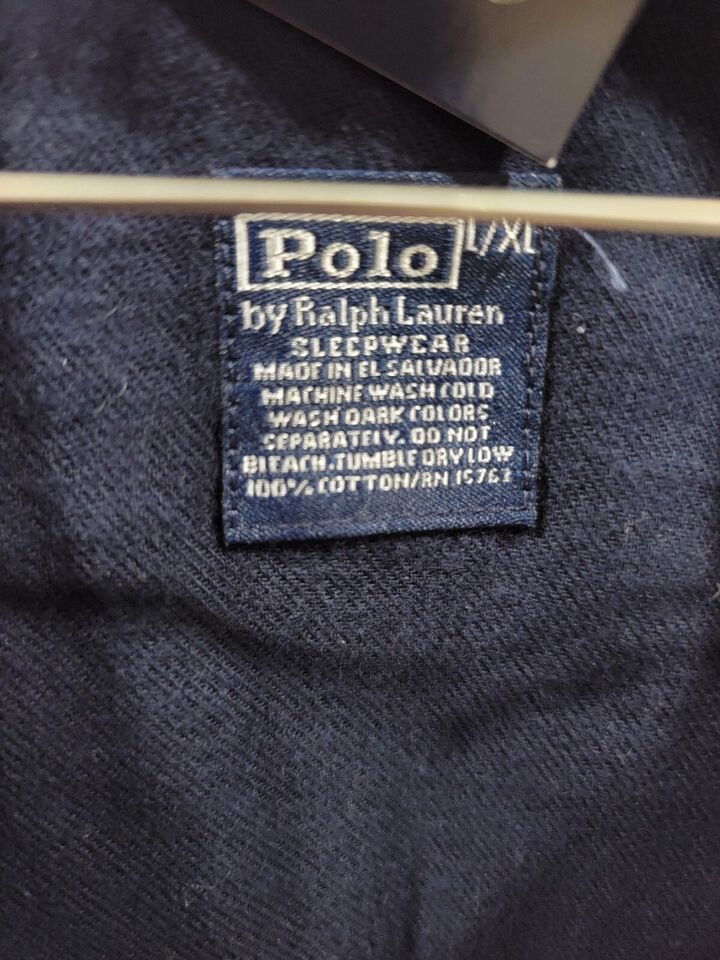 Polo L/XL
by Ralph Lauren
SLEEPWEAR
MADE IN EL SALVADOR
MACHINE WASH COLD
WASH DARK COLORS
SEPARATELY. DO NOT
BLEACH. TUMBLE DRY LOW
100% COTTON/RN 15763